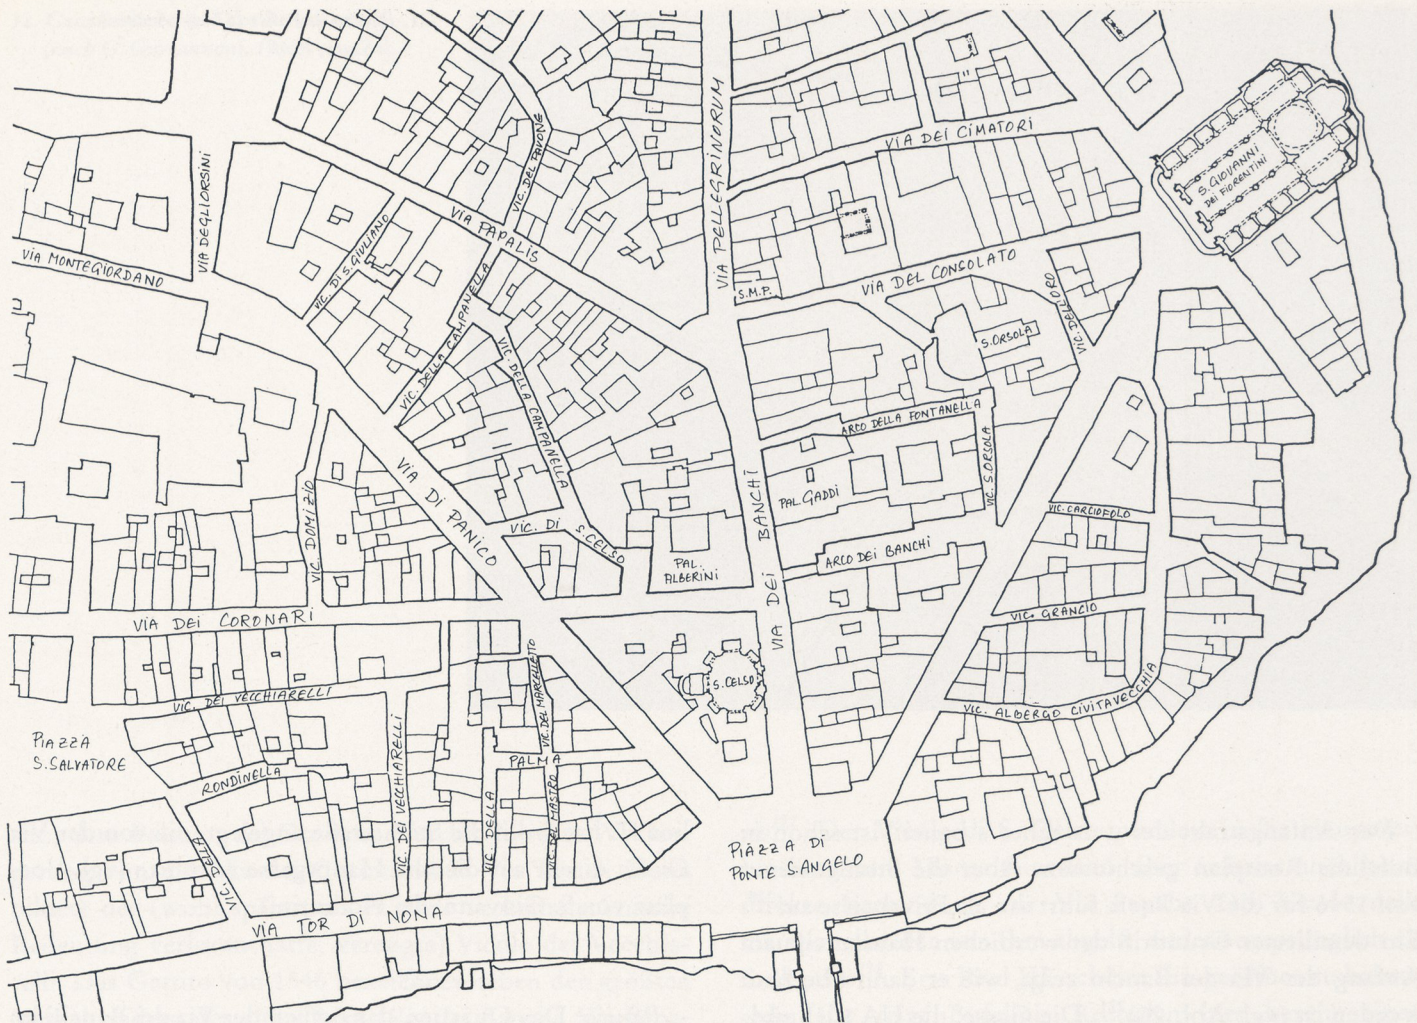 VIA DEGLI ORSINI
VIA MONTEGIORDANO
VIC. DEL PAVONE
VIA PAPALIS
VIC. DI S. GIULIANO
VIC. DELLA CAMPANELLA
VIC. DELLA CAMPANELLA
VIA PELLEGRINORUM
VIA DEI CIMATORI
S. GIOVANNI
DEI FIORENTINI
S.M.P.
VIA DEL CONSOLATO
VIC. DELL'ORO
S. ORSOLA
ARCO DELLA FONTANELLA
VIC. S. ORSOLA
PAL. GADDI
VIA DEI BANCHI
ARCO DEI BANCHI
VIC. CARCIOFOLO
VIC. GRANCIO
VIC. ALBERGO CIVITAVECCHIA
VIA DI PANICO
VIC. DOMIZIO
VIC. DI S. CELSO
PAL.
ALBERINI
VIA DEI CORONARI
S. CELSO
VIC. DEI VECCHIARELLI
VIC. DEL MARCHETTO
PIAZZA
S. SALVATORE
RONDINELLA
VIC. DELLA
VIC. DEI VECCHIARELLI
VIC. DELLA
PALMA
VIC. DEL MASTRO
VIA TOR DI NONA
PIAZZA DI
PONTE S. ANGELO